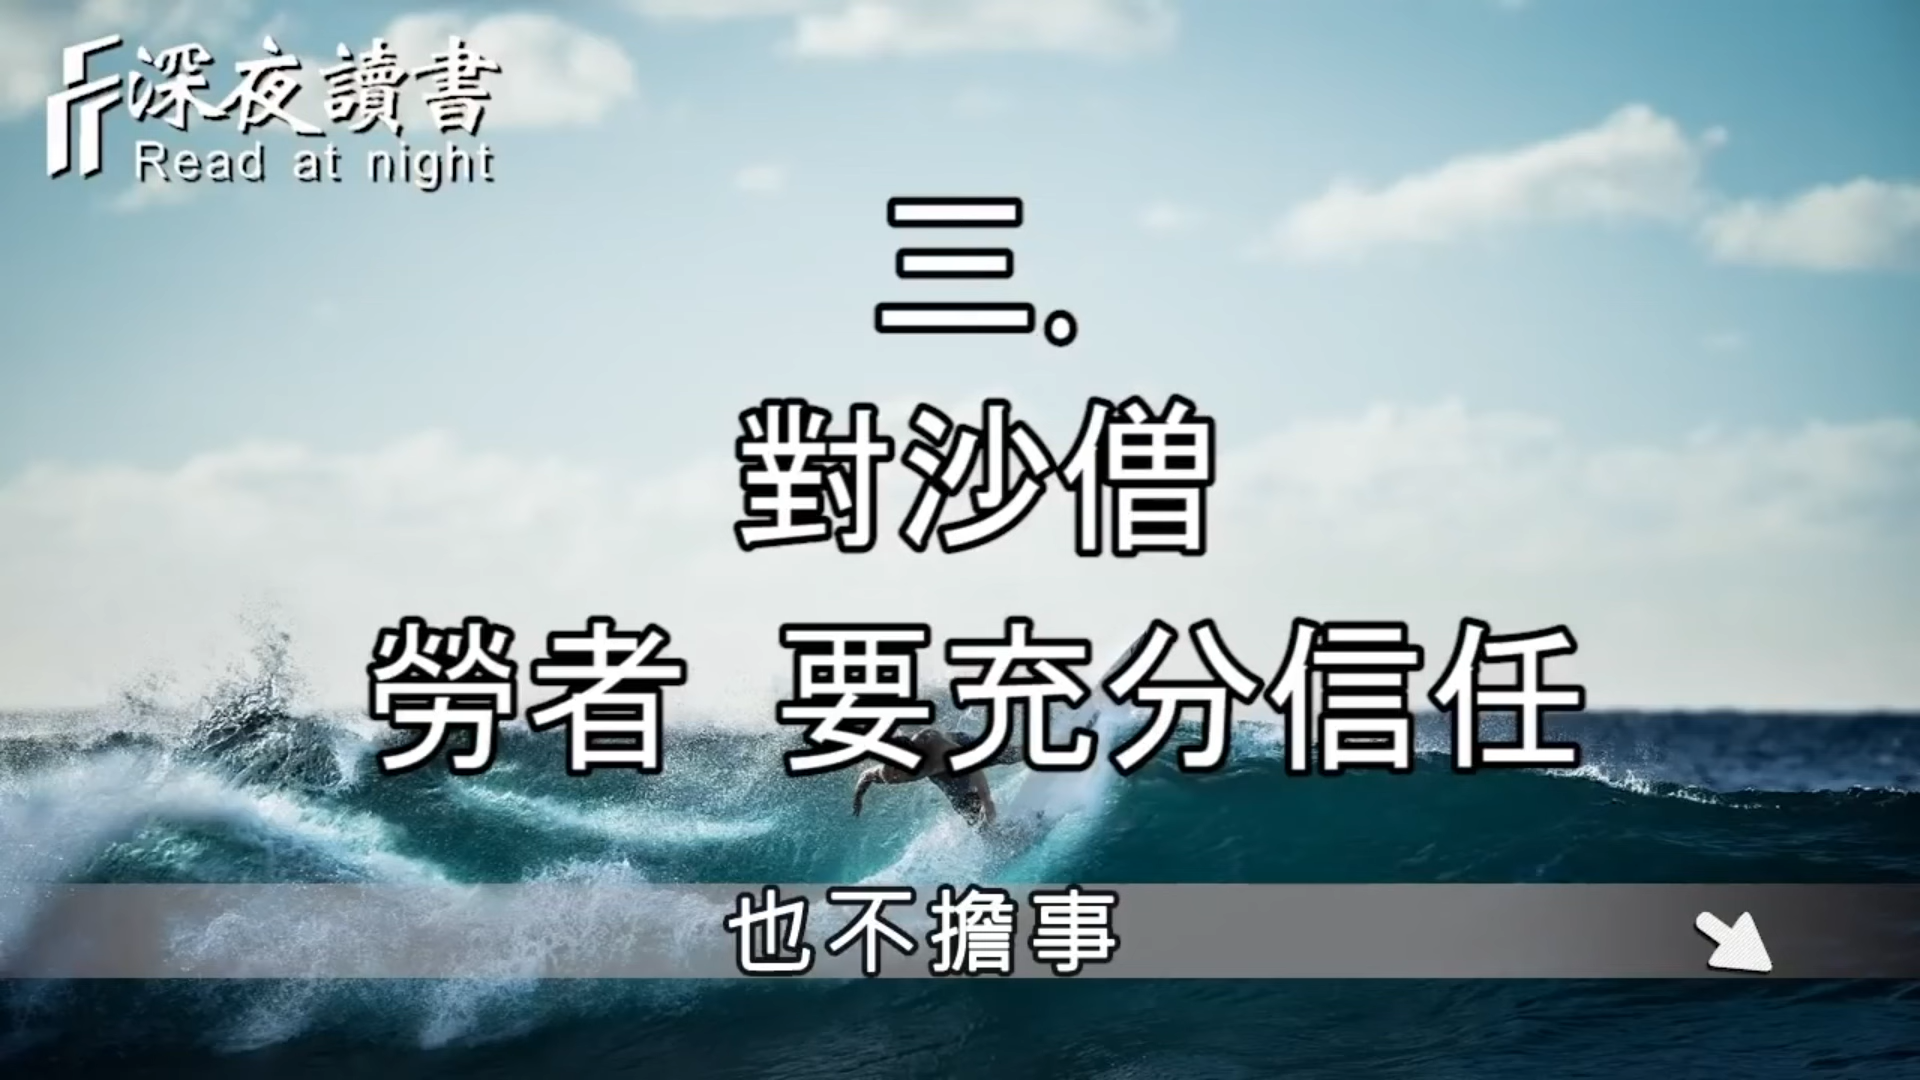 深夜讀書
Read at night
三.
對沙僧
勞者 要充分信任
也不擔事